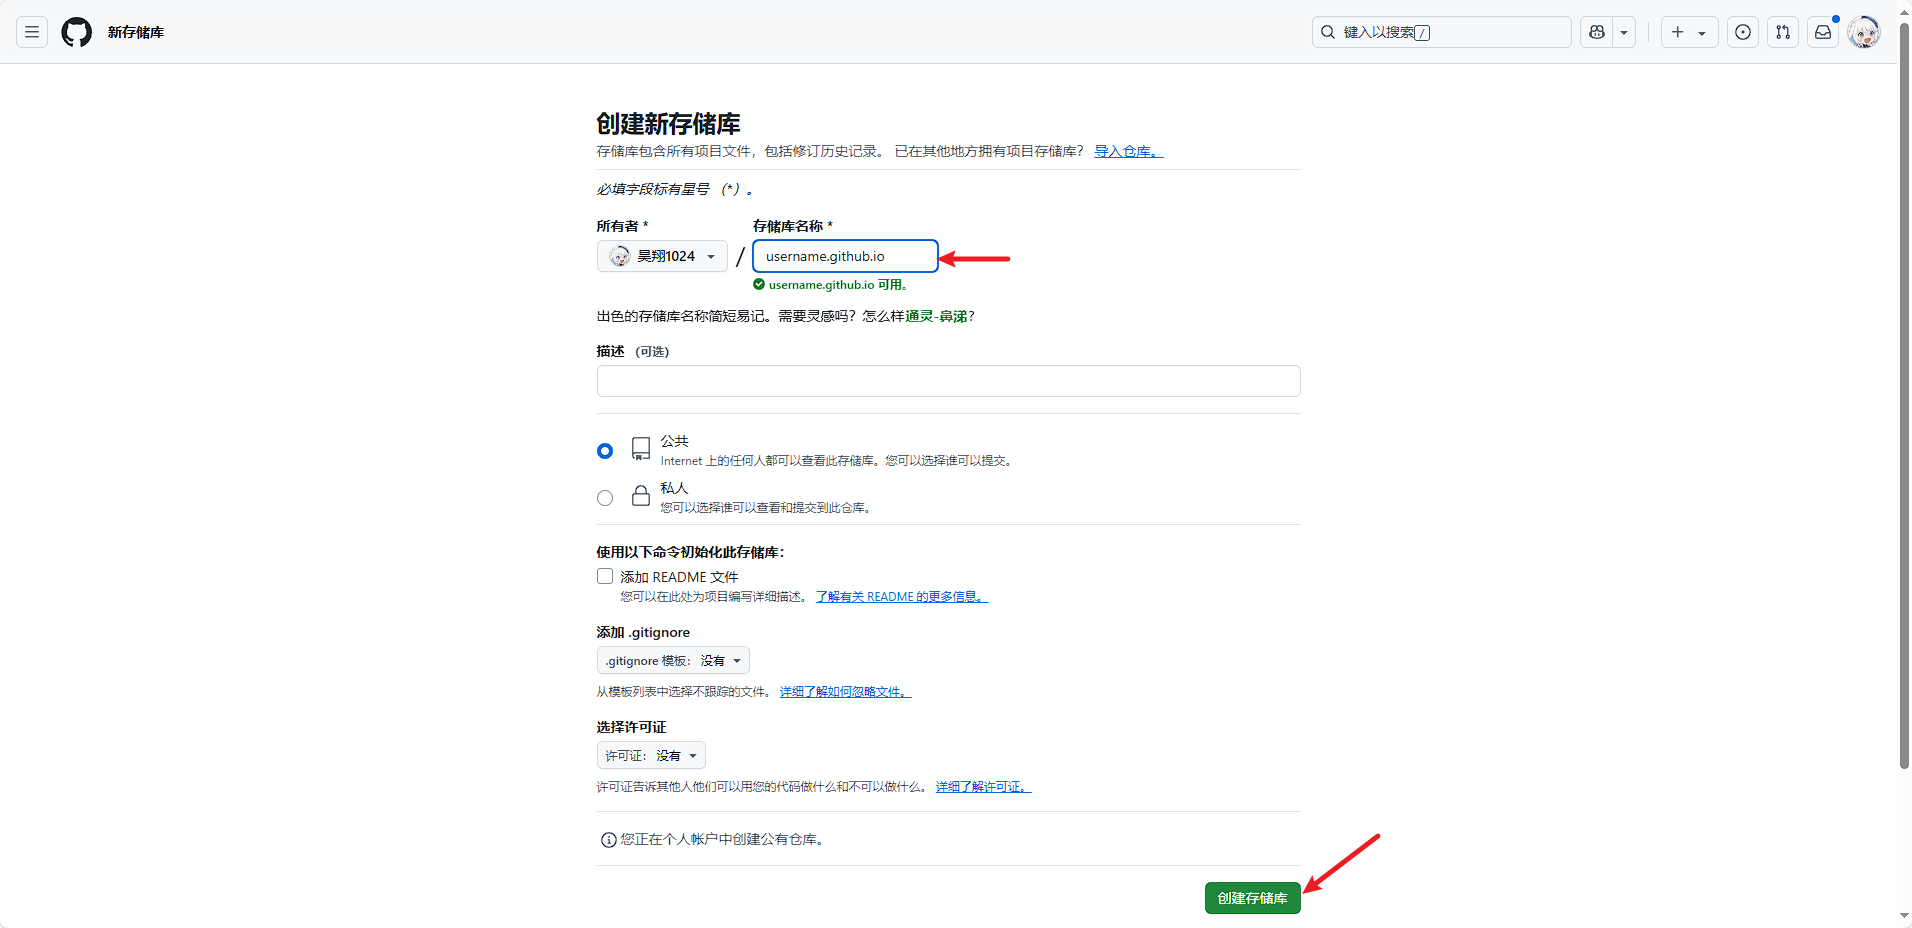 新存储库
键入以搜索 /
创建新存储库
存储库包含所有项目文件，包括修订历史记录。 已在其他地方拥有项目存储库？ 导入仓库。
必填字段标有星号 （*）。
所有者 * 存储库名称 *
昊翔1024 / username.github.io
username.github.io 可用。
出色的存储库名称简短易记。需要灵感吗？怎么样通灵-鼻涕？
描述 （可选）
公共
Internet 上的任何人都可以查看此存储库。您可以选择谁可以提交。
私人
您可以选择谁可以查看和提交到此仓库。
使用以下命令初始化此存储库：
添加 README 文件
您可以在此处为项目编写详细描述。 了解有关 README 的更多信息。
添加 .gitignore
.gitignore 模板： 没有
从模板列表中选择不跟踪的文件。 详细了解如何忽略文件。
选择许可证
许可证： 没有
许可证告诉其他人他们可以用您的代码做什么和不可以做什么。 详细了解许可证。
您正在个人帐户中创建公有仓库。
创建存储库